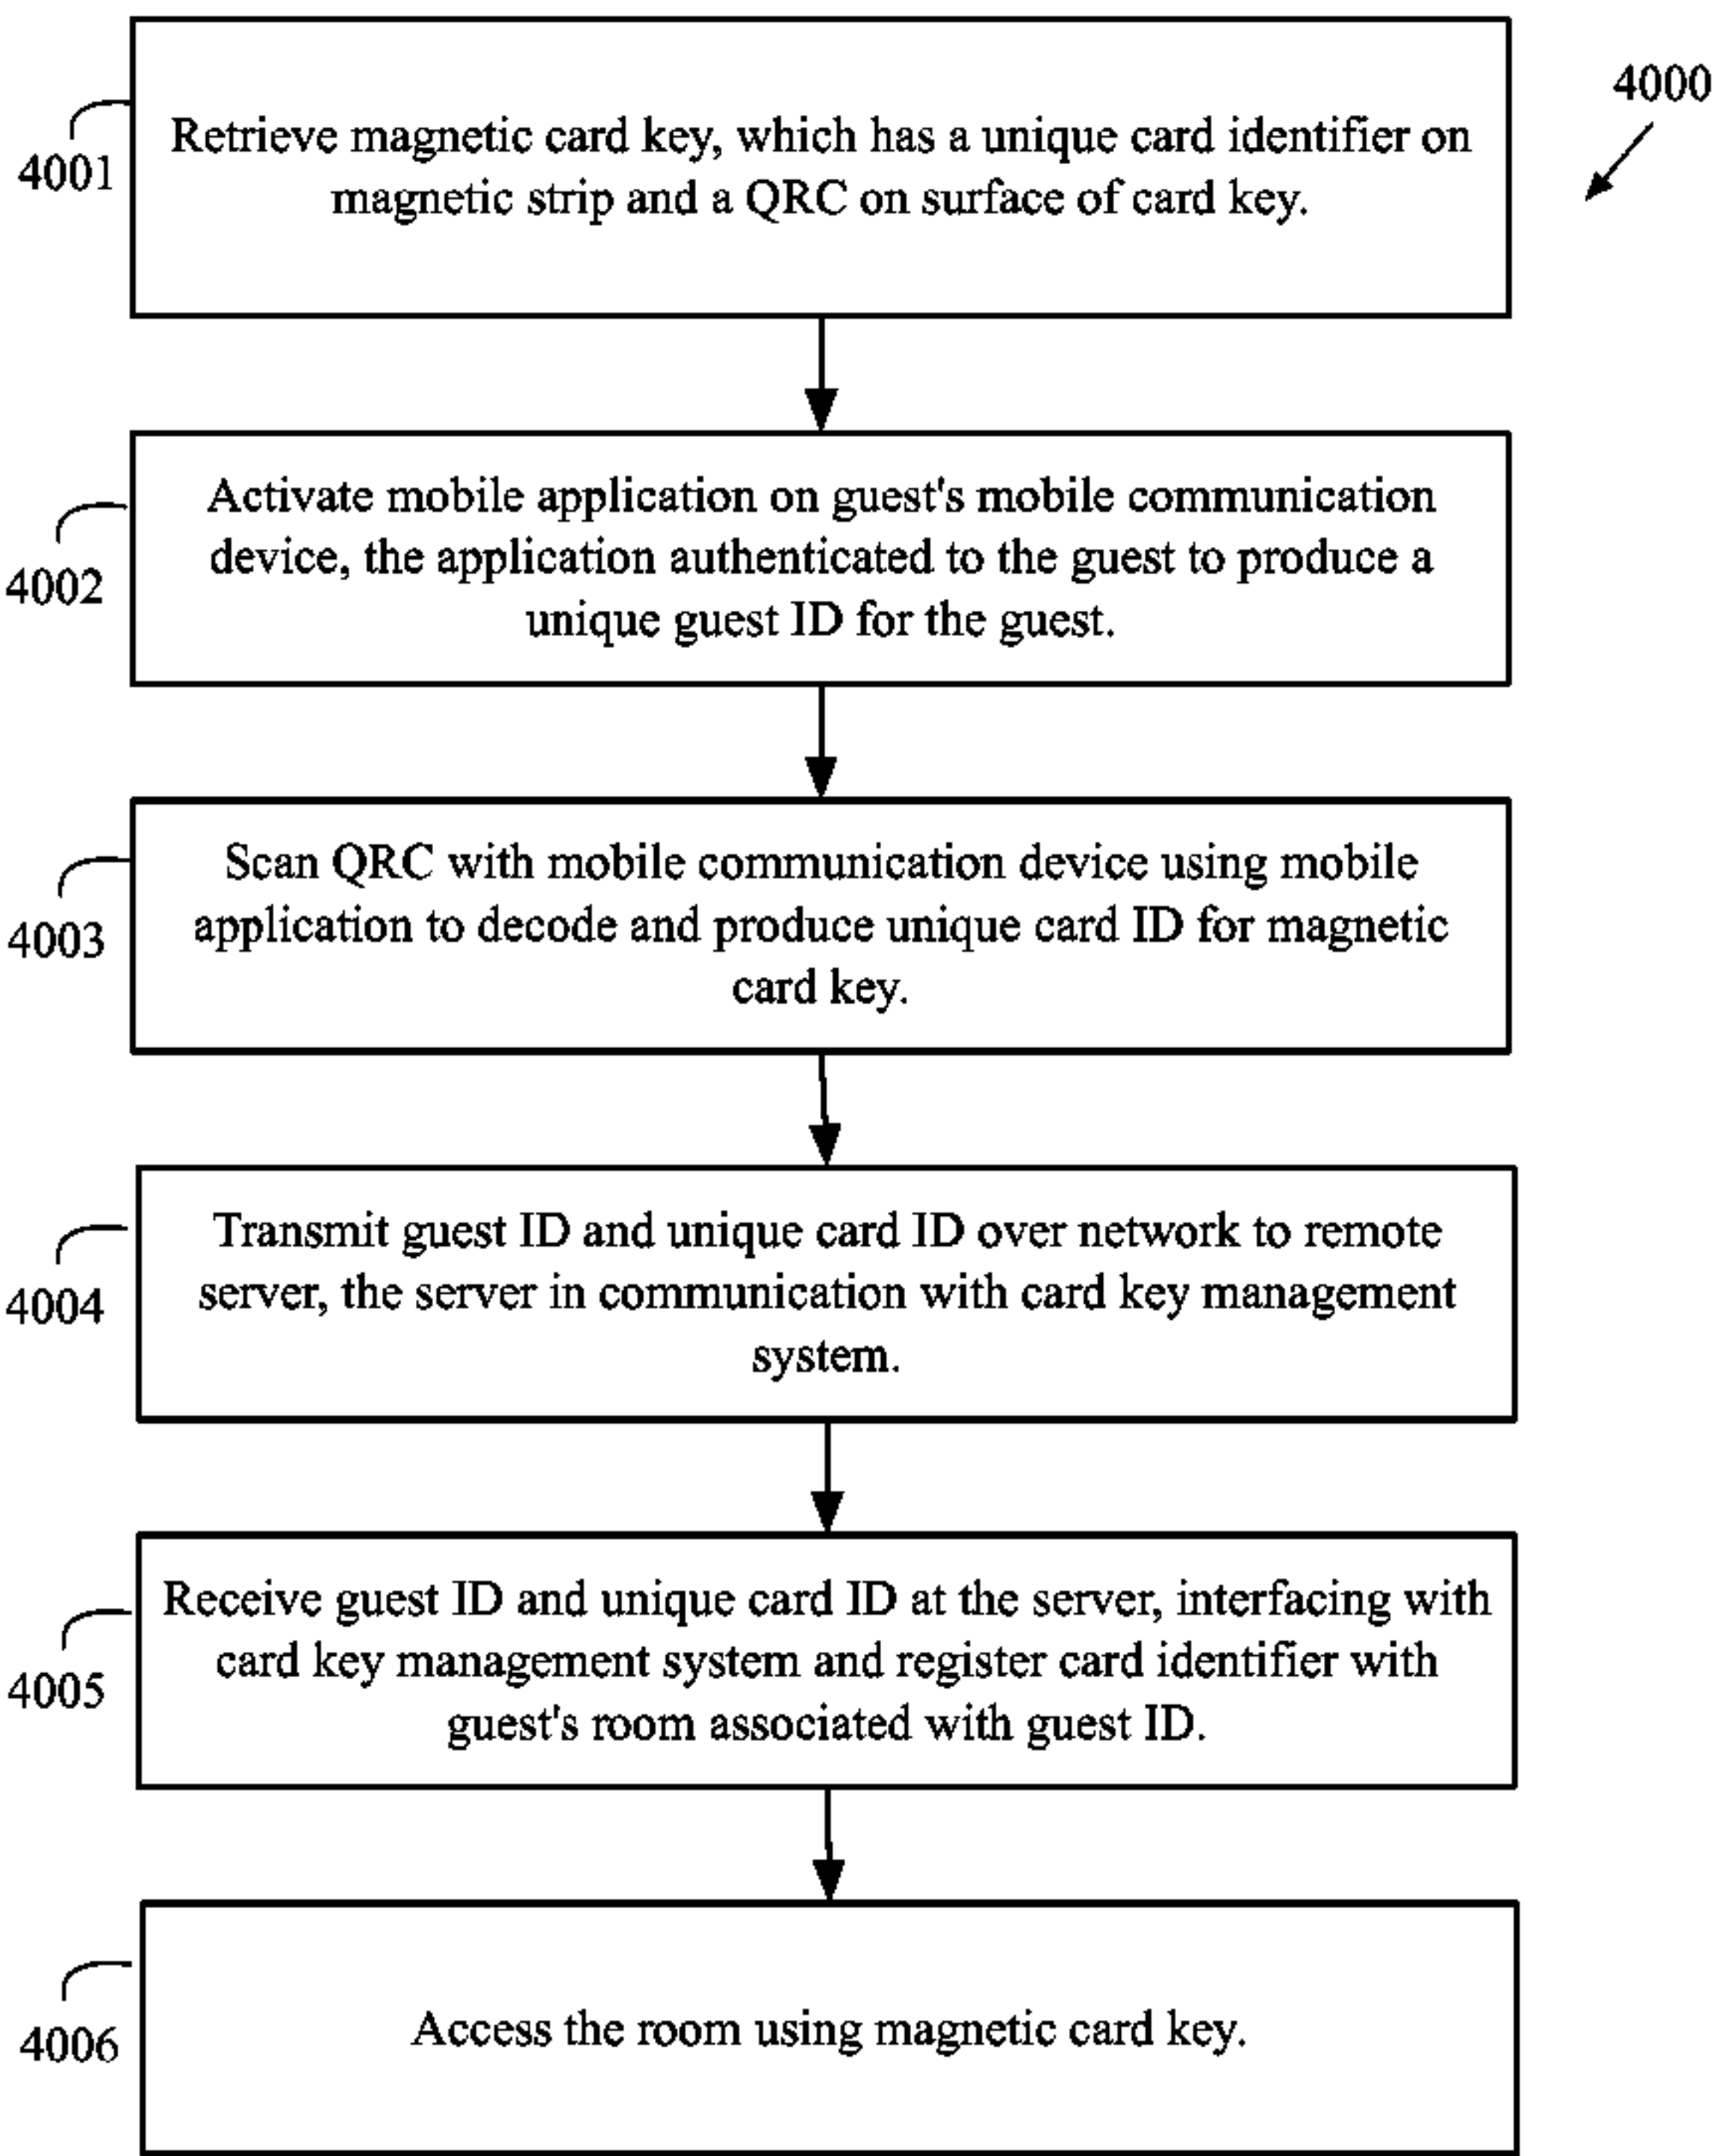 4000
4001
Retrieve magnetic card key, which has a unique card identifier on
magnetic strip and a QRC on surface of card key.
4002
Activate mobile application on guest's mobile communication
device, the application authenticated to the guest to produce a
unique guest ID for the guest.
4003
Scan QRC with mobile communication device using mobile
application to decode and produce unique card ID for magnetic
card key.
4004
Transmit guest ID and unique card ID over network to remote
server, the server in communication with card key management
system.
4005
Receive guest ID and unique card ID at the server, interfacing with
card key management system and register card identifier with
guest's room associated with guest ID.
4006
Access the room using magnetic card key.